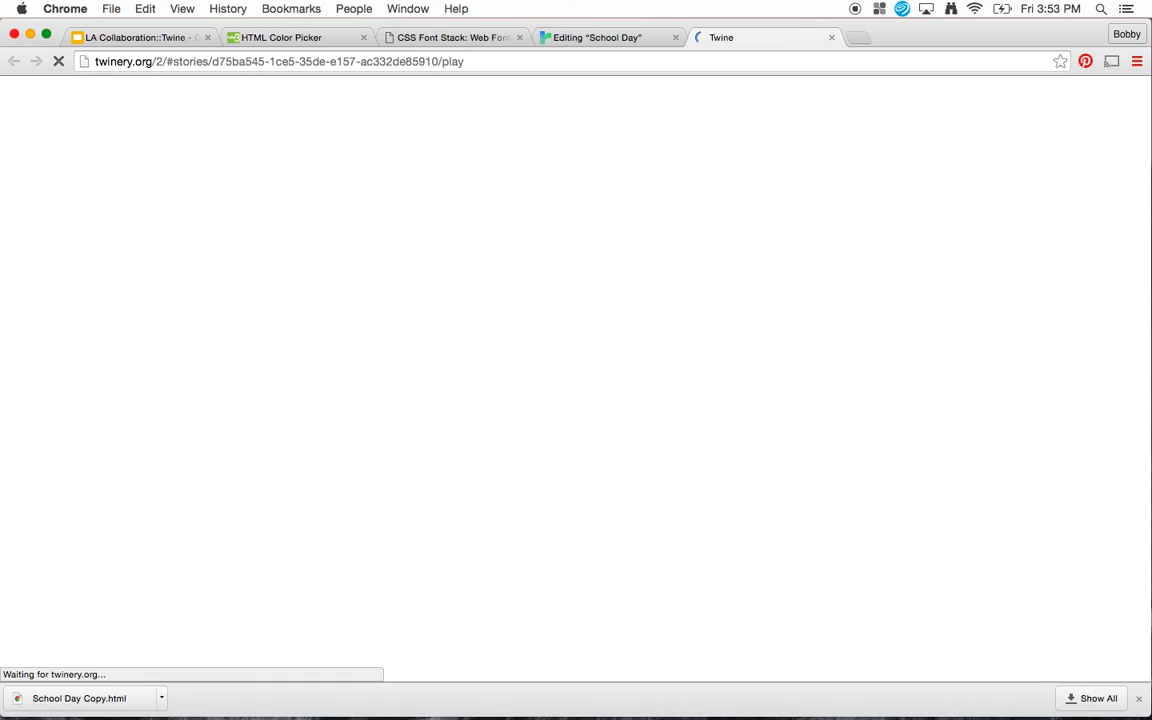 Chrome File Edit View History Bookmarks People Window Help Fri 3:53 PM
LA Collaboration::Twine - HTML Color Picker CSS Font Stack: Web Fon Editing "School Day" Twine Bobby
twinery.org/2/#stories/d75ba545-1ce5-35de-e157-ac332de85910/play
Waiting for twinery.org...
School Day Copy.html Show All